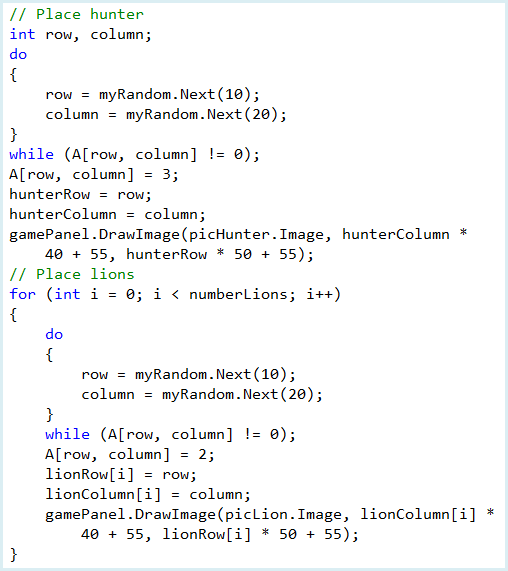 // Place hunter
int row, column;
do
{
    row = myRandom.Next(10);
    column = myRandom.Next(20);
}
while (A[row, column] != 0);
A[row, column] = 3;
hunterRow = row;
hunterColumn = column;
gamePanel.DrawImage(picHunter.Image, hunterColumn *
    40 + 55, hunterRow * 50 + 55);
// Place lions
for (int i = 0; i < numberLions; i++)
{
    do
    {
        row = myRandom.Next(10);
        column = myRandom.Next(20);
    }
    while (A[row, column] != 0);
    A[row, column] = 2;
    lionRow[i] = row;
    lionColumn[i] = column;
    gamePanel.DrawImage(picLion.Image, lionColumn[i] *
        40 + 55, lionRow[i] * 50 + 55);
}